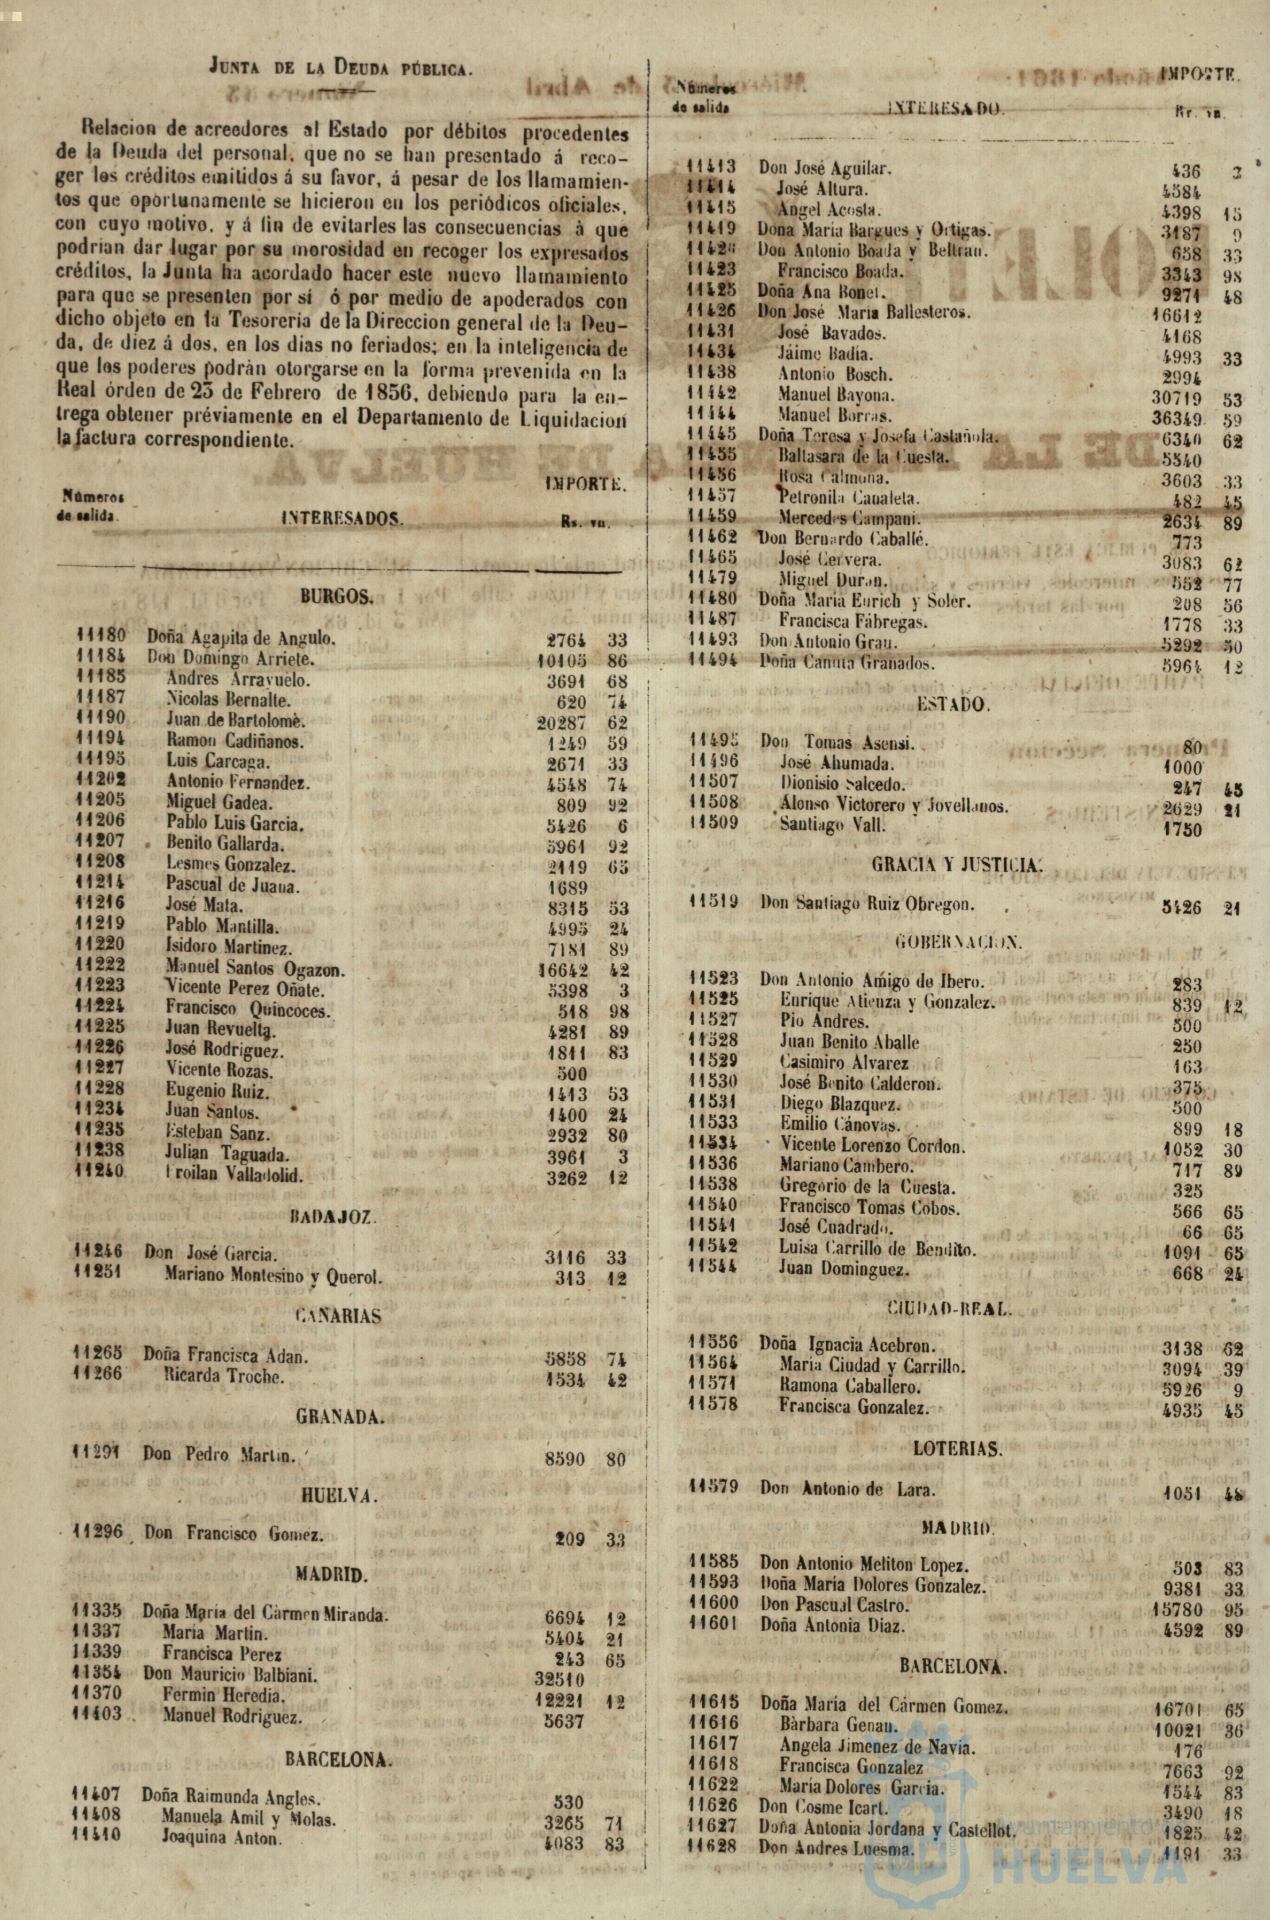 JUNTA DE LA DEUDA PÚBLICA.
Relacion de acreedores al Estado por débitos procedentes
de la Deuda del personal, que no se han presentado á reco-
ger los créditos emitidos á su favor, á pesar de los llamamien-
tos que oportunamente se hicieron en los periódicos oficiales,
con cuyo motivo, y á fin de evitarles las consecuencias á que
podrian dar lugar por su morosidad en recoger los expresados
créditos, la Junta ha acordado hacer este nuevo llamamiento
para que se presenten por sí ó por medio de apoderados con
dicho objeto en la Tesorería de la Direccion general de la Deu-
da, de diez á dos, en los dias no feriados; en la inteligencia de
que los poderes podrán otorgarse en la forma prevenida en la
Real órden de 23 de Febrero de 1856, debiendo para la en-
trega obtener préviamente en el Departamento de Liquidacion
la factura correspondiente.
Números de salida. INTERESADOS. IMPORTE. Rs. vn.
BURGOS.
11180 Doña Agapita de Angulo. 2764 33
11184 Don Domingo Arriete. 10105 86
11185 Andres Arrayuelo. 3691 68
11187 Nicolas Bernalte. 620 74
11190 Juan de Bartolomè. 20287 62
11194 Ramon Cadiñanos. 1249 59
11195 Luis Carcaga. 2671 33
11202 Antonio Fernandez. 4548 74
11205 Miguel Gadea. 809 92
11206 Pablo Luis Garcia. 5426 6
11207 Benito Gallarda. 5961 92
11208 Lesmes Gonzalez. 2119 65
11214 Pascual de Juana. 1689
11216 José Mata. 8315 53
11219 Pablo Mantilla. 4995 24
11220 Isidoro Martinez. 7181 89
11222 Manuel Santos Ogazon. 16642 42
11223 Vicente Perez Oñate. 5398 3
11224 Francisco Quincoces. 518 98
11225 Juan Revuelta. 4281 89
11226 José Rodriguez. 1811 83
11227 Vicente Rozas. 500
11228 Eugenio Ruiz. 1413 53
11234 Juan Santos. 1400 24
11235 Esteban Sanz. 2932 80
11238 Julian Taguada. 3961 3
11240 Froilan Valladolid. 3262 12
BADAJOZ.
11246 Don José Garcia. 3116 33
11251 Mariano Montesino y Querol. 313 12
CANARIAS
11265 Doña Francisca Adan. 5858 74
11266 Ricarda Troche. 1534 42
GRANADA.
11291 Don Pedro Martin. 8590 80
HUELVA.
11296 Don Francisco Gomez. 209 33
MADRID.
11335 Doña María del Cármen Miranda. 6694 12
11337 María Martin. 5404 21
11339 Francisca Perez 243 65
11354 Don Mauricio Balbiani. 32510
11370 Fermin Heredia. 12221 12
11403 Manuel Rodriguez. 5637
BARCELONA.
11407 Doña Raimunda Angles. 530
11408 Manuela Amil y Molas. 3265 71
11410 Joaquina Anton. 4083 83
Números de salida INTERESADO. IMPORTE. Rr. vn.
11413 Don José Aguilar. 436 3
11414 José Altura. 4584
11415 Angel Acosta. 4398 15
11419 Doña María Bargues y Ortigas. 3187 9
Don Antonio Boada y Beltran. 658 33
11423 Francisco Boada. 3343 98
11425 Doña Ana Bonet. 9271 48
11426 Don José María Ballesteros. 16612
11431 José Bavados. 4168
11434 Jáime Badia. 4993 33
11438 Antonio Bosch. 2994
11442 Manuel Bayona. 30719 53
11444 Manuel Borras. 36349 59
11445 Doña Teresa y Josefa Castañola. 6340 62
11455 Baltasara de la Cuesta. 5540
11456 Rosa Calmona. 3603 33
11457 Petronila Canaleta. 482 45
11459 Mercedes Campani. 2634 89
11462 Don Bernardo Caballé. 773
11465 José Cervera. 3083 62
11479 Miguel Duran. 552 77
11480 Doña María Eurich y Soler. 208 56
11487 Francisca Fábregas. 1778 33
11493 Don Antonio Grau. 5292 50
11494 Doña Canuta Granados. 5964 12
ESTADO.
11495 Don Tomas Asensi. 80
11496 José Ahumada. 1000
11507 Dionisio Salcedo. 247 45
11508 Alonso Victorero y Jovellanos. 2629 21
11509 Santiago Vall. 1750
GRACIA Y JUSTICIA.
11519 Don Santiago Ruiz Obregon. 5426 21
GOBERNACION.
11523 Don Antonio Amigo de Ibero. 283
11525 Enrique Atienza y Gonzalez. 839 12
11527 Pio Andres. 500
11528 Juan Benito Aballe 250
11529 Casimiro Alvarez 163
11530 José Benito Calderon. 375
11531 Diego Blazquez. 500
11533 Emilio Cánovas. 899 18
11534 Vicente Lorenzo Cordon. 1052 30
11536 Mariano Cambero. 717 89
11538 Gregorio de la Cuesta. 325
11540 Francisco Tomas Cobos. 566 65
11541 José Cuadrado. 66 65
11542 Luisa Carrillo de Bendito. 1091 65
11544 Juan Dominguez. 668 24
CIUDAD-REAL.
11556 Doña Ignacia Acebron. 3138 62
11564 María Ciudad y Carrillo. 3094 39
11571 Ramona Caballero. 5926 9
11578 Francisca Gonzalez. 4935 45
LOTERIAS.
11579 Don Antonio de Lara. 1051 48
MADRID.
11585 Don Antonio Meliton Lopez. 503 83
11593 Doña María Dolores Gonzalez. 9381 33
11600 Don Pascual Castro. 15780 95
11601 Doña Antonia Diaz. 4592 89
BARCELONA.
11615 Doña María del Cármen Gomez. 16701 65
11616 Bàrbara Genau. 10021 36
11617 Angela Jimenez de Navia. 176
11618 Francisca Gonzalez 7663 92
11622 María Dolores Garcia. 1544 83
11626 Don Cosme Icart. 3490 18
11627 Doña Antonia Jordana y Castellot. 1825 42
11628 Don Andres Luesma. 1191 33
Ayuntamiento
HUELVA